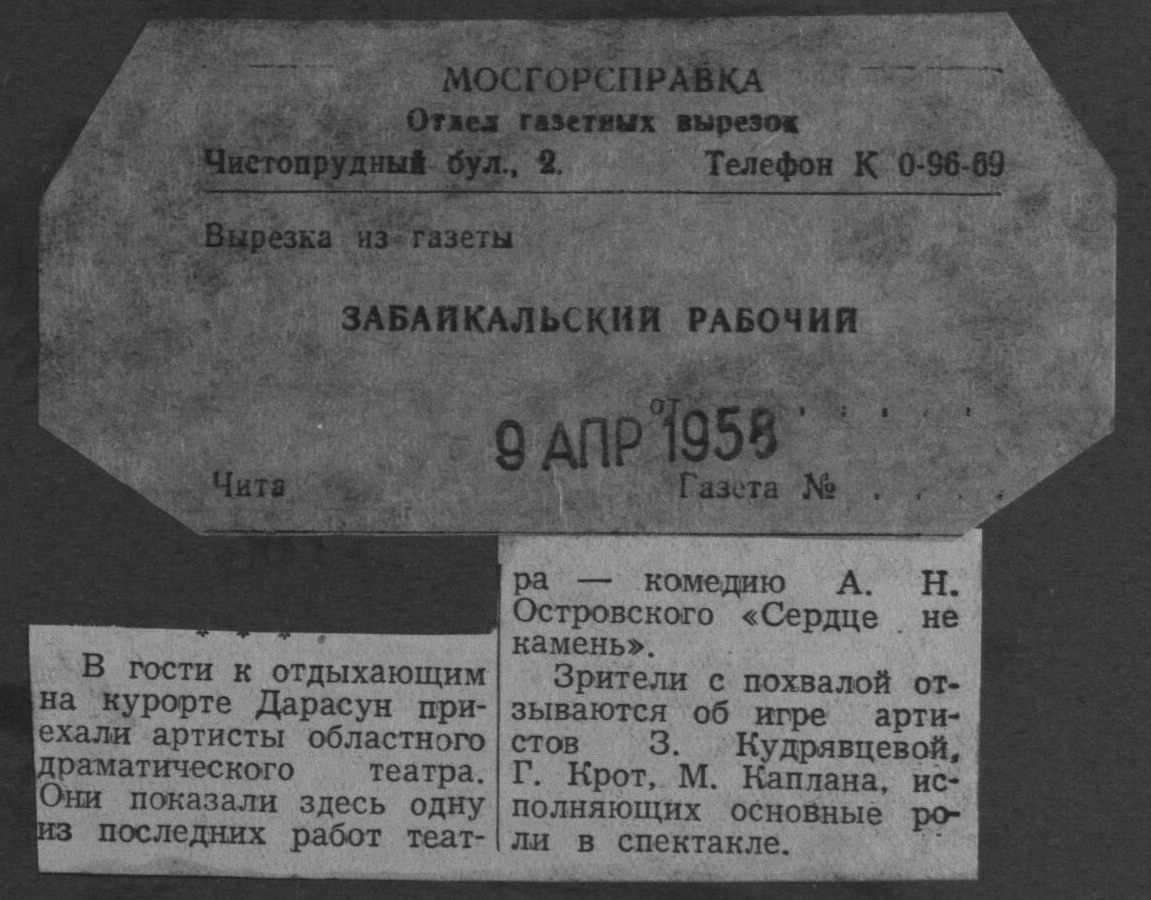 МОСГОРСПРАВКА
Отдел газетных вырезок
Чистопрудный бул., 2. Телефон К 0-96-69
Вырезка из газеты
ЗАБАЙКАЛЬСКИЙ РАБОЧИЙ
от . . . . .
9 АПР 1958
Чита Газета № . . . .
* * *
В гости к отдыхающим
на курорте Дарасун при-
ехали артисты областного
драматического театра.
Они показали здесь одну
из последних работ теат-
ра — комедию А. Н.
Островского «Сердце не
камень».
Зрители с похвалой от-
зываются об игре арти-
стов З. Кудрявцевой,
Г. Крот, М. Каплана, ис-
полняющих основные ро-
ли в спектакле.